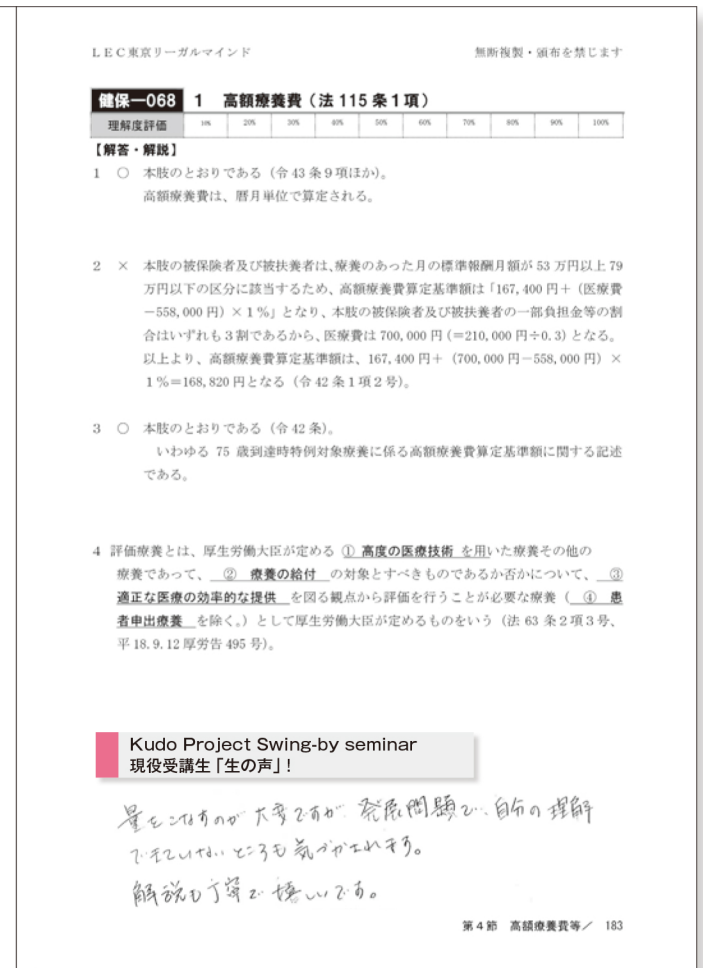 LEC東京リーガルマインド 無断複製・頒布を禁じます
健保一068 1 高額療養費(法115条1項)
理解度評価 10% 20% 30% 40% 50% 60% 70% 80% 90% 100%
【解答・解説】
1 ○ 本肢のとおりである(令43条9項ほか)。
高額療養費は、暦月単位で算定される。
2 × 本肢の被保険者及び被扶養者は、療養のあった月の標準報酬月額が53万円以上79
万円以下の区分に該当するため、高額療養費算定基準額は「167,400円+(医療費
-558,000円)×1%」となり、本肢の被保険者及び被扶養者の一部負担金等の割
合はいずれも3割であるから、医療費は700,000円(=210,000円÷0.3)となる。
以上より、高額療養費算定基準額は、167,400円+(700,000円-558,000円)×
1%=168,820円となる(令42条1項2号)。
3 ○ 本肢のとおりである(令42条)。
いわゆる75歳到達時特例対象療養に係る高額療養費算定基準額に関する記述
である。
4 評価療養とは、厚生労働大臣が定める ① 高度の医療技術 を用いた療養その他の
療養であって、 ② 療養の給付 の対象とすべきものであるか否かについて、 ③
適正な医療の効率的な提供 を図る観点から評価を行うことが必要な療養( ④ 患
者申出療養 を除く。)として厚生労働大臣が定めるものをいう(法63条2項3号、
平18.9.12厚労告495号)。
Kudo Project Swing-by seminar
現役受講生「生の声」!
量をこなすのが大変ですが、発展問題で、自分の理解
できていないところも気づかされます。
解説も丁寧で嬉しいです。
第4節 高額療養費等/ 183